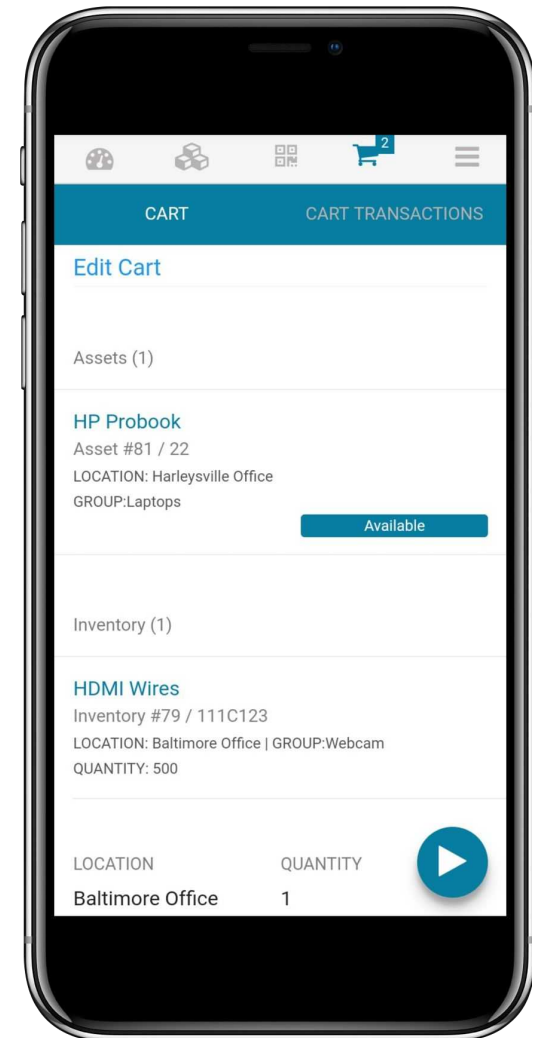 2
CART CART TRANSACTIONS
Edit Cart
Assets (1)
HP Probook
Asset #81 / 22
LOCATION: Harleysville Office
GROUP:Laptops
Available
Inventory (1)
HDMI Wires
Inventory #79 / 111C123
LOCATION: Baltimore Office | GROUP:Webcam
QUANTITY: 500
LOCATION QUANTITY
Baltimore Office 1